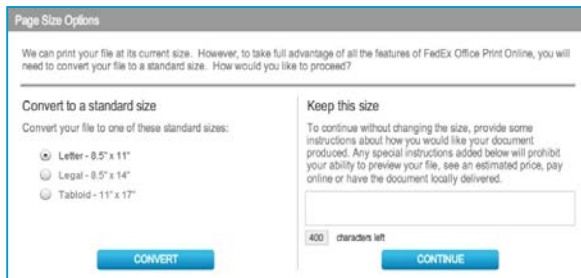 Page Size Options
We can print your file at its current size. However, to take full advantage of all the features of FedEx Office Print Online, you will
need to convert your file to a standard size. How would you like to proceed?
Convert to a standard size
Convert your file to one of these standard sizes:
Letter - 8.5" x 11"
Legal - 8.5" x 14"
Tabloid - 11" x 17"
CONVERT
Keep this size
To continue without changing the size, provide some
instructions about how you would like your document
produced. Any special instructions added below will prohibit
your ability to preview your file, see an estimated price, pay
online or have the document locally delivered.
400 characters left
CONTINUE